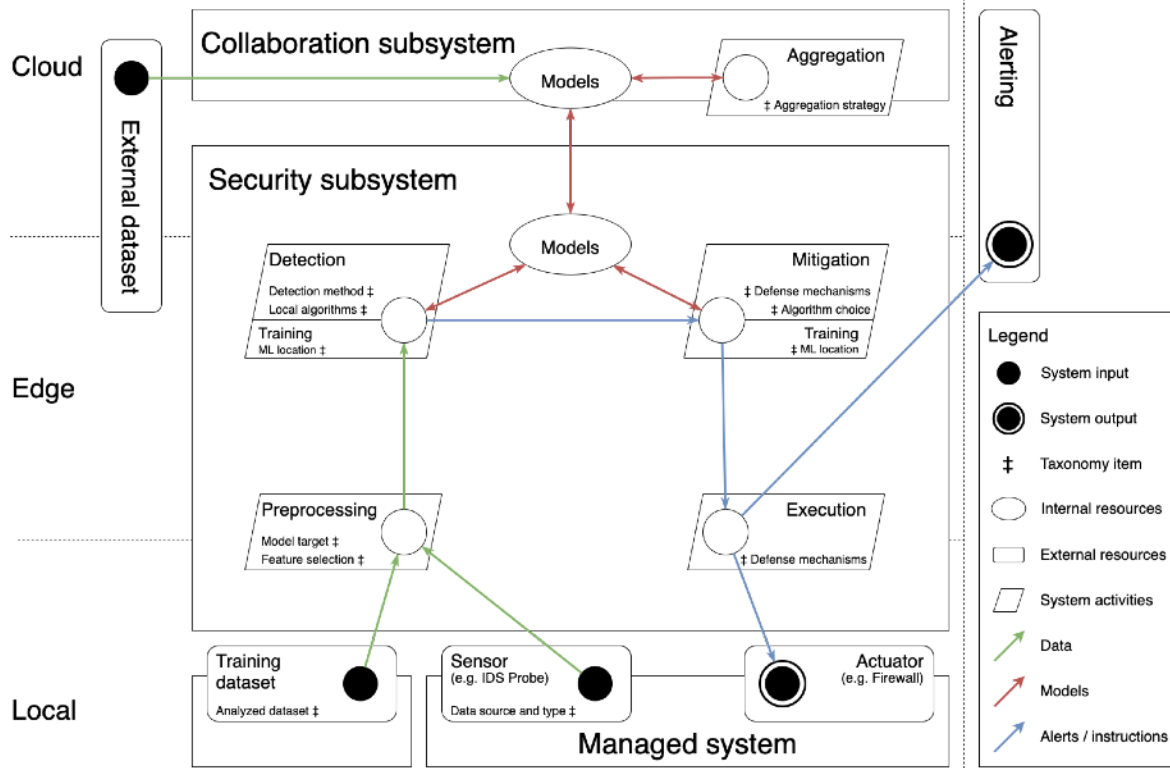 Cloud
External dataset
Collaboration subsystem
Models
Aggregation
‡ Aggregation strategy
Alerting
Security subsystem
Models
Detection
Detection method ‡
Local algorithms ‡
Training
ML location ‡
Mitigation
‡ Defense mechanisms
‡ Algorithm choice
Training
‡ ML location
Edge
Preprocessing
Model target ‡
Feature selection ‡
Execution
‡ Defense mechanisms
Local
Training
dataset
Analyzed dataset ‡
Sensor
(e.g. IDS Probe)
Data source and type ‡
Actuator
(e.g. Firewall)
Managed system
Legend
System input
System output
‡ Taxonomy item
Internal resources
External resources
System activities
Data
Models
Alerts / instructions